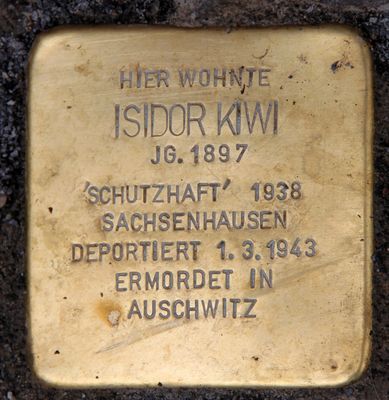 HIER WOHNTE
ISIDOR KIWI
JG. 1897
'SCHUTZHAFT' 1938
SACHSENHAUSEN
DEPORTIERT 1.3.1943
ERMORDET IN
AUSCHWITZ